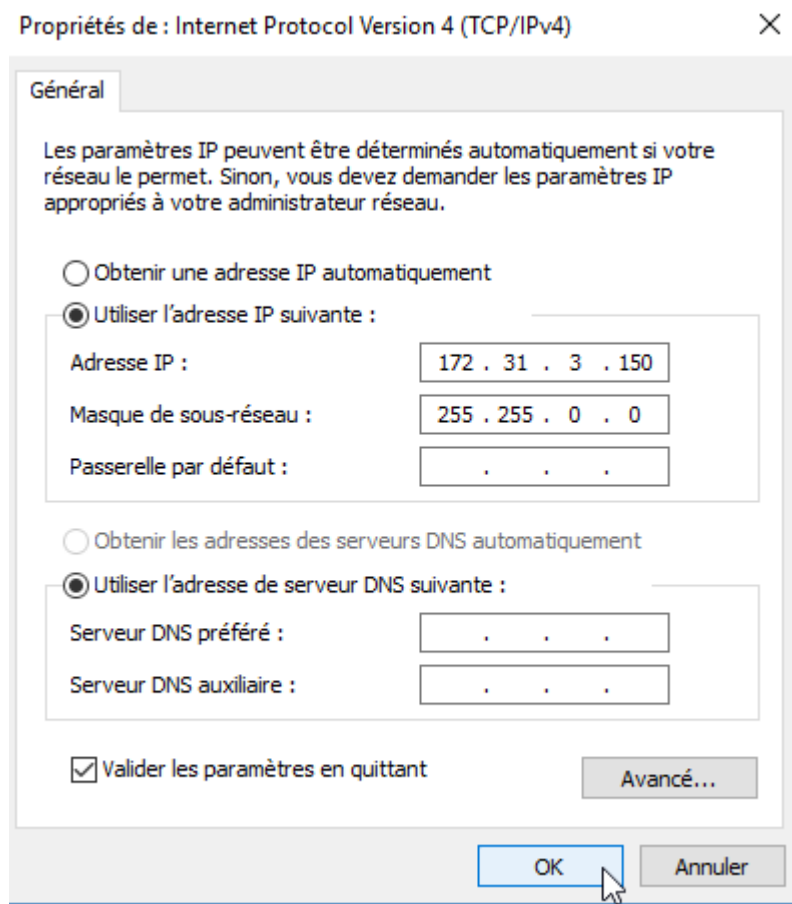 Propriétés de : Internet Protocol Version 4 (TCP/IPv4)
Général
Les paramètres IP peuvent être déterminés automatiquement si votre
réseau le permet. Sinon, vous devez demander les paramètres IP
appropriés à votre administrateur réseau.
Obtenir une adresse IP automatiquement
Utiliser l'adresse IP suivante :
Adresse IP : 172 . 31 . 3 . 150
Masque de sous-réseau : 255 . 255 . 0 . 0
Passerelle par défaut : . . .
Obtenir les adresses des serveurs DNS automatiquement
Utiliser l'adresse de serveur DNS suivante :
Serveur DNS préféré : . . .
Serveur DNS auxiliaire : . . .
Valider les paramètres en quittant
Avancé...
OK Annuler